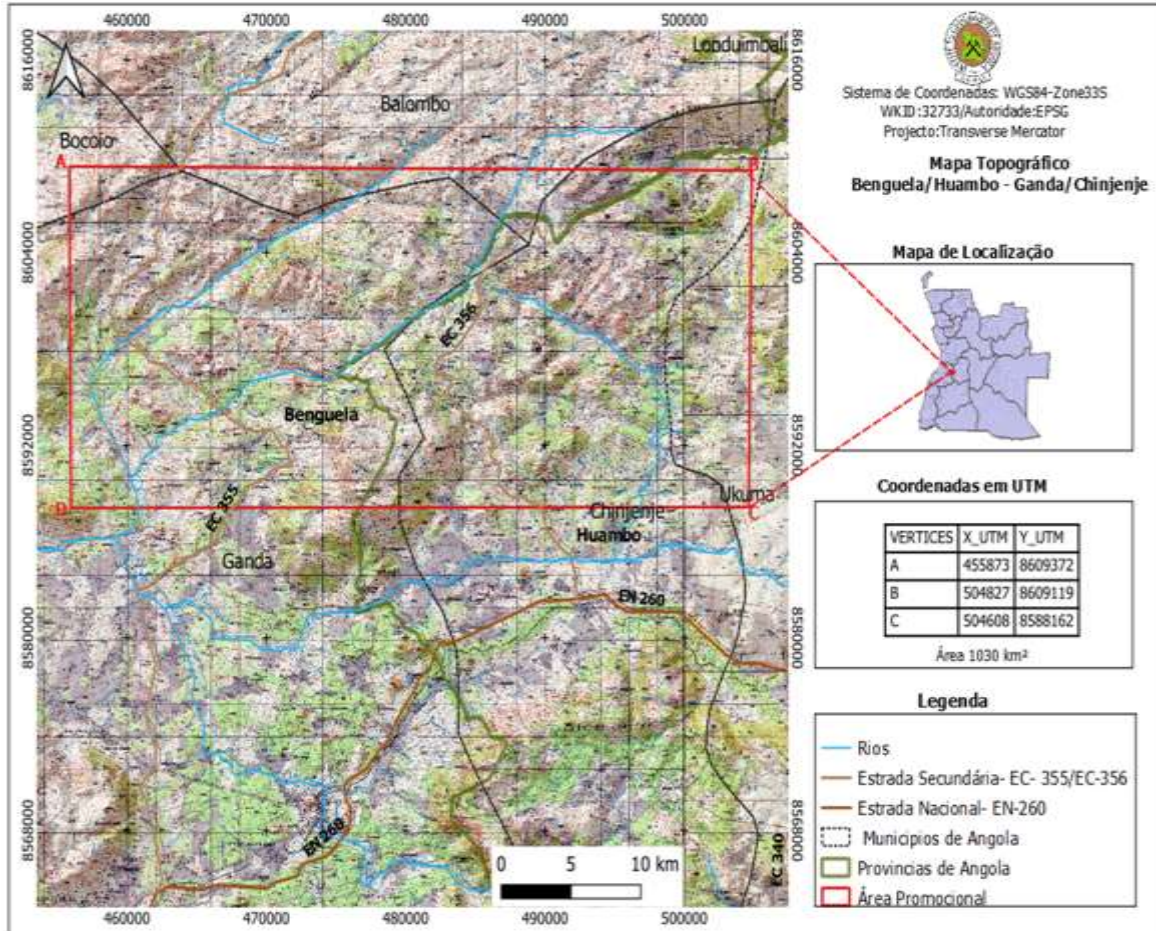 460000 470000 480000 490000 500000
8616000
8604000
8592000
8580000
8568000
Londuimbali
Balombo
Bocoio
A
B
EC 356
Benguela
Ukuma
D
C
EC 355
Chinjenje
Huambo
Ganda
EN 260
EN 260
EC 340
0 5 10 km
8616000
8604000
8592000
8580000
8568000
460000 470000 480000 490000 500000
Sistema de Coordenadas: WGS84-Zone33S
WKID:32733/Autoridade:EPSG
Projecto:Transverse Mercator
Mapa Topográfico
Benguela/Huambo - Ganda/Chinjenje
Mapa de Localização
Coordenadas em UTM
VERTICES X_UTM Y_UTM
A 455873 8609372
B 504827 8609119
C 504608 8588162
Área 1030 km²
Legenda
Rios
Estrada Secundária- EC- 355/EC-356
Estrada Nacional- EN-260
Municipios de Angola
Provincias de Angola
Área Promocional